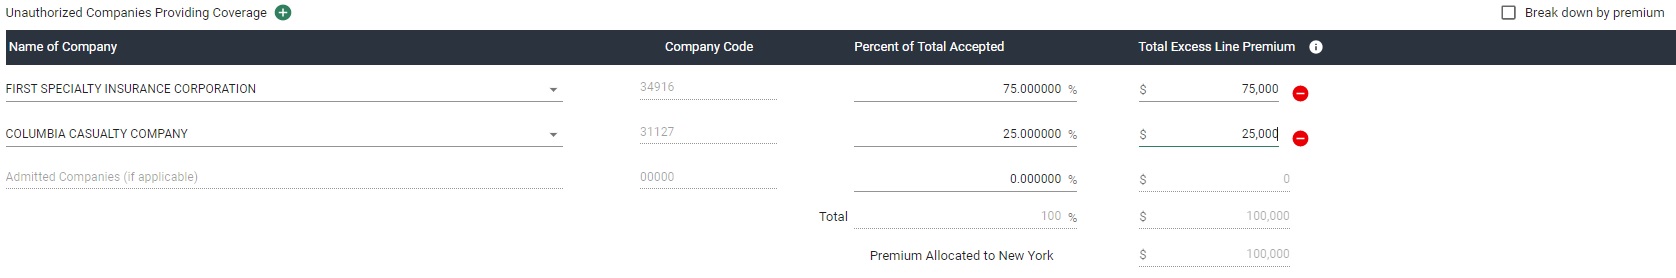 Unauthorized Companies Providing Coverage Break down by premium
Name of Company Company Code Percent of Total Accepted Total Excess Line Premium
FIRST SPECIALTY INSURANCE CORPORATION 34916 75.000000 % $ 75,000
COLUMBIA CASUALTY COMPANY 31127 25.000000 % $ 25,000
Admitted Companies (if applicable) 00000 0.000000 % $ 0
Total 100 % $ 100,000
Premium Allocated to New York $ 100,000